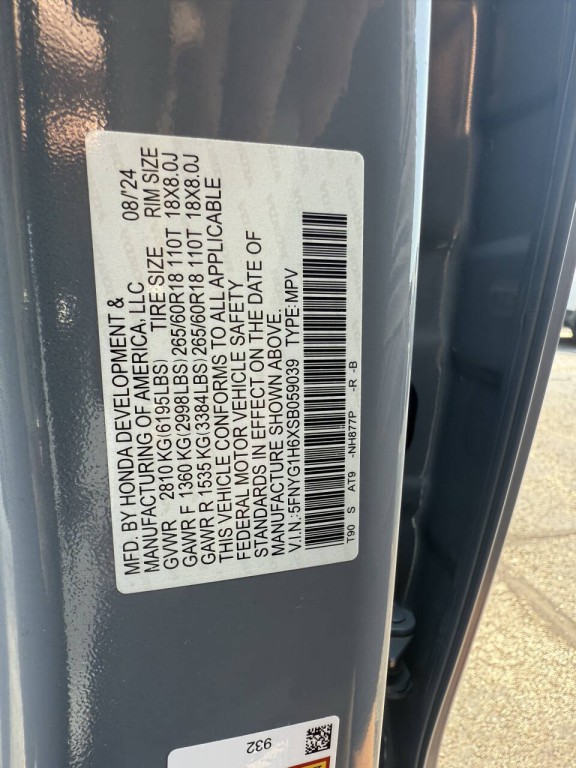 MFD. BY HONDA DEVELOPMENT & 08/'24
MANUFACTURING OF AMERICA, LLC
GVWR 2810 KG(6195LBS) TIRE SIZE RIM SIZE
GAWR F 1360 KG(2998LBS) 265/60R18 110T 18X8.0J
GAWR R 1535 KG(3384LBS) 265/60R18 110T 18X8.0J
THIS VEHICLE CONFORMS TO ALL APPLICABLE
FEDERAL MOTOR VEHICLE SAFETY
STANDARDS IN EFFECT ON THE DATE OF
MANUFACTURE SHOWN ABOVE.
V.I.N.:5FNYG1H6XSB059039 TYPE:MPV
T90 S AT9 -NH877P -R -B
932